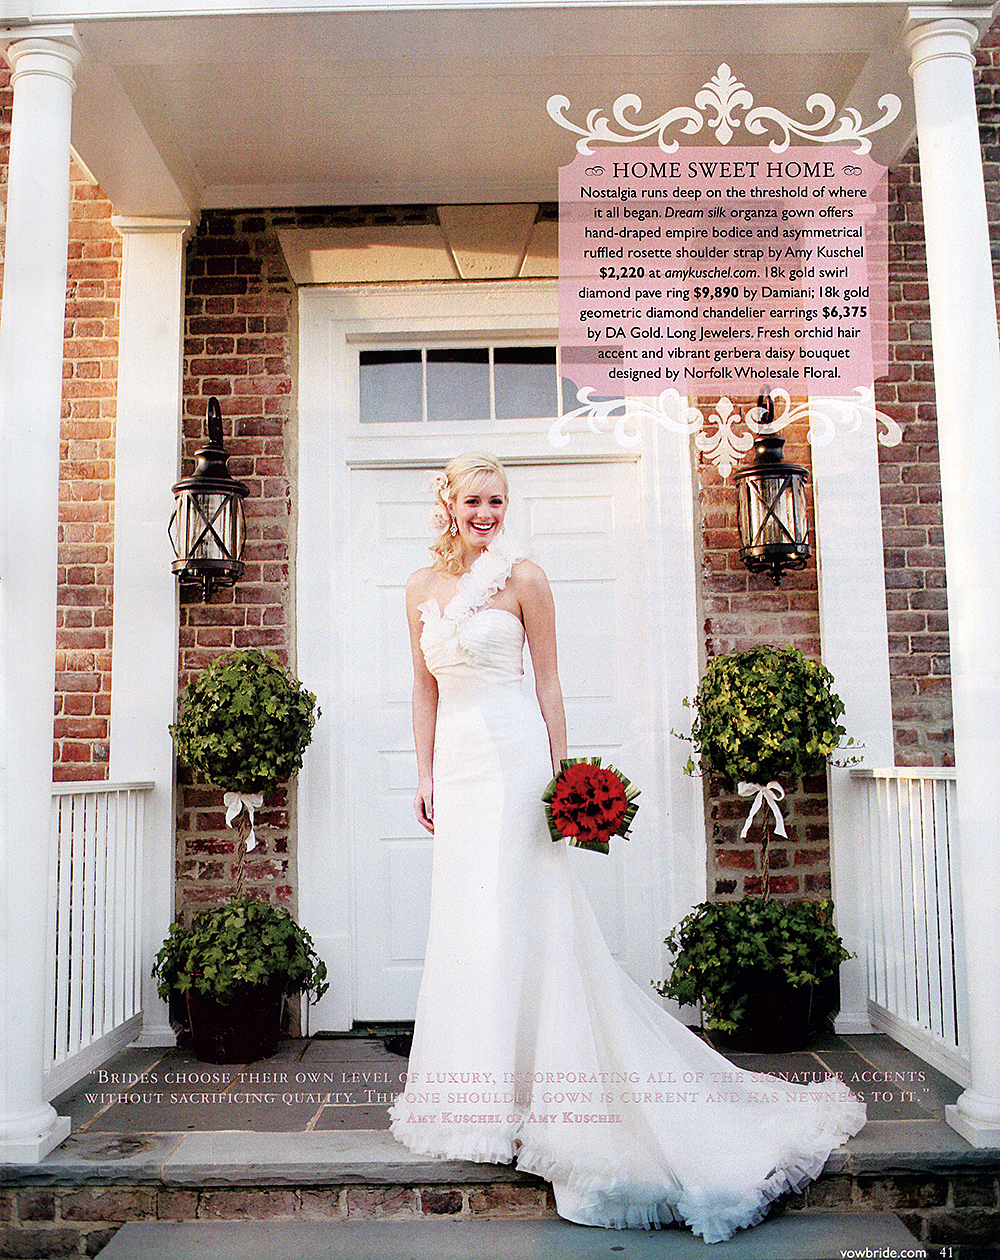 HOME SWEET HOME
Nostalgia runs deep on the threshold of where
it all began. Dream silk organza gown offers
hand-draped empire bodice and asymmetrical
ruffled rosette shoulder strap by Amy Kuschel
$2,220 at amykuschel.com. 18k gold swirl
diamond pave ring $9,890 by Damiani; 18k gold
geometric diamond chandelier earrings $6,375
by DA Gold. Long Jewelers. Fresh orchid hair
accent and vibrant gerbera daisy bouquet
designed by Norfolk Wholesale Floral.
“Brides choose their own level of luxury, incorporating all of the signature accents
without sacrificing quality. The one shoulder gown is current and has newness to it.”
~ Amy Kuschel of Amy Kuschel
vowbride.com 41